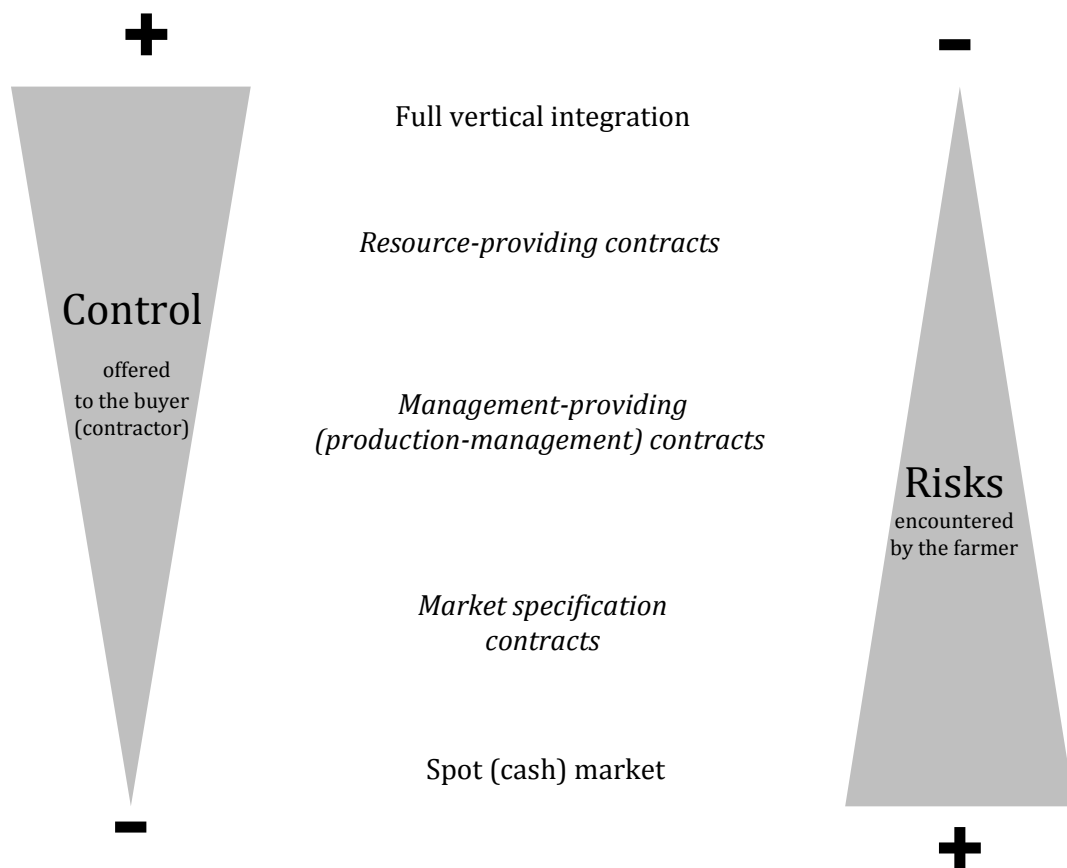 +
-
Full vertical integration
Resource-providing contracts
Control
offered
to the buyer
(contractor)
Management-providing
(production-management) contracts
Risks
encountered
by the farmer
Market specification
contracts
Spot (cash) market
-
+